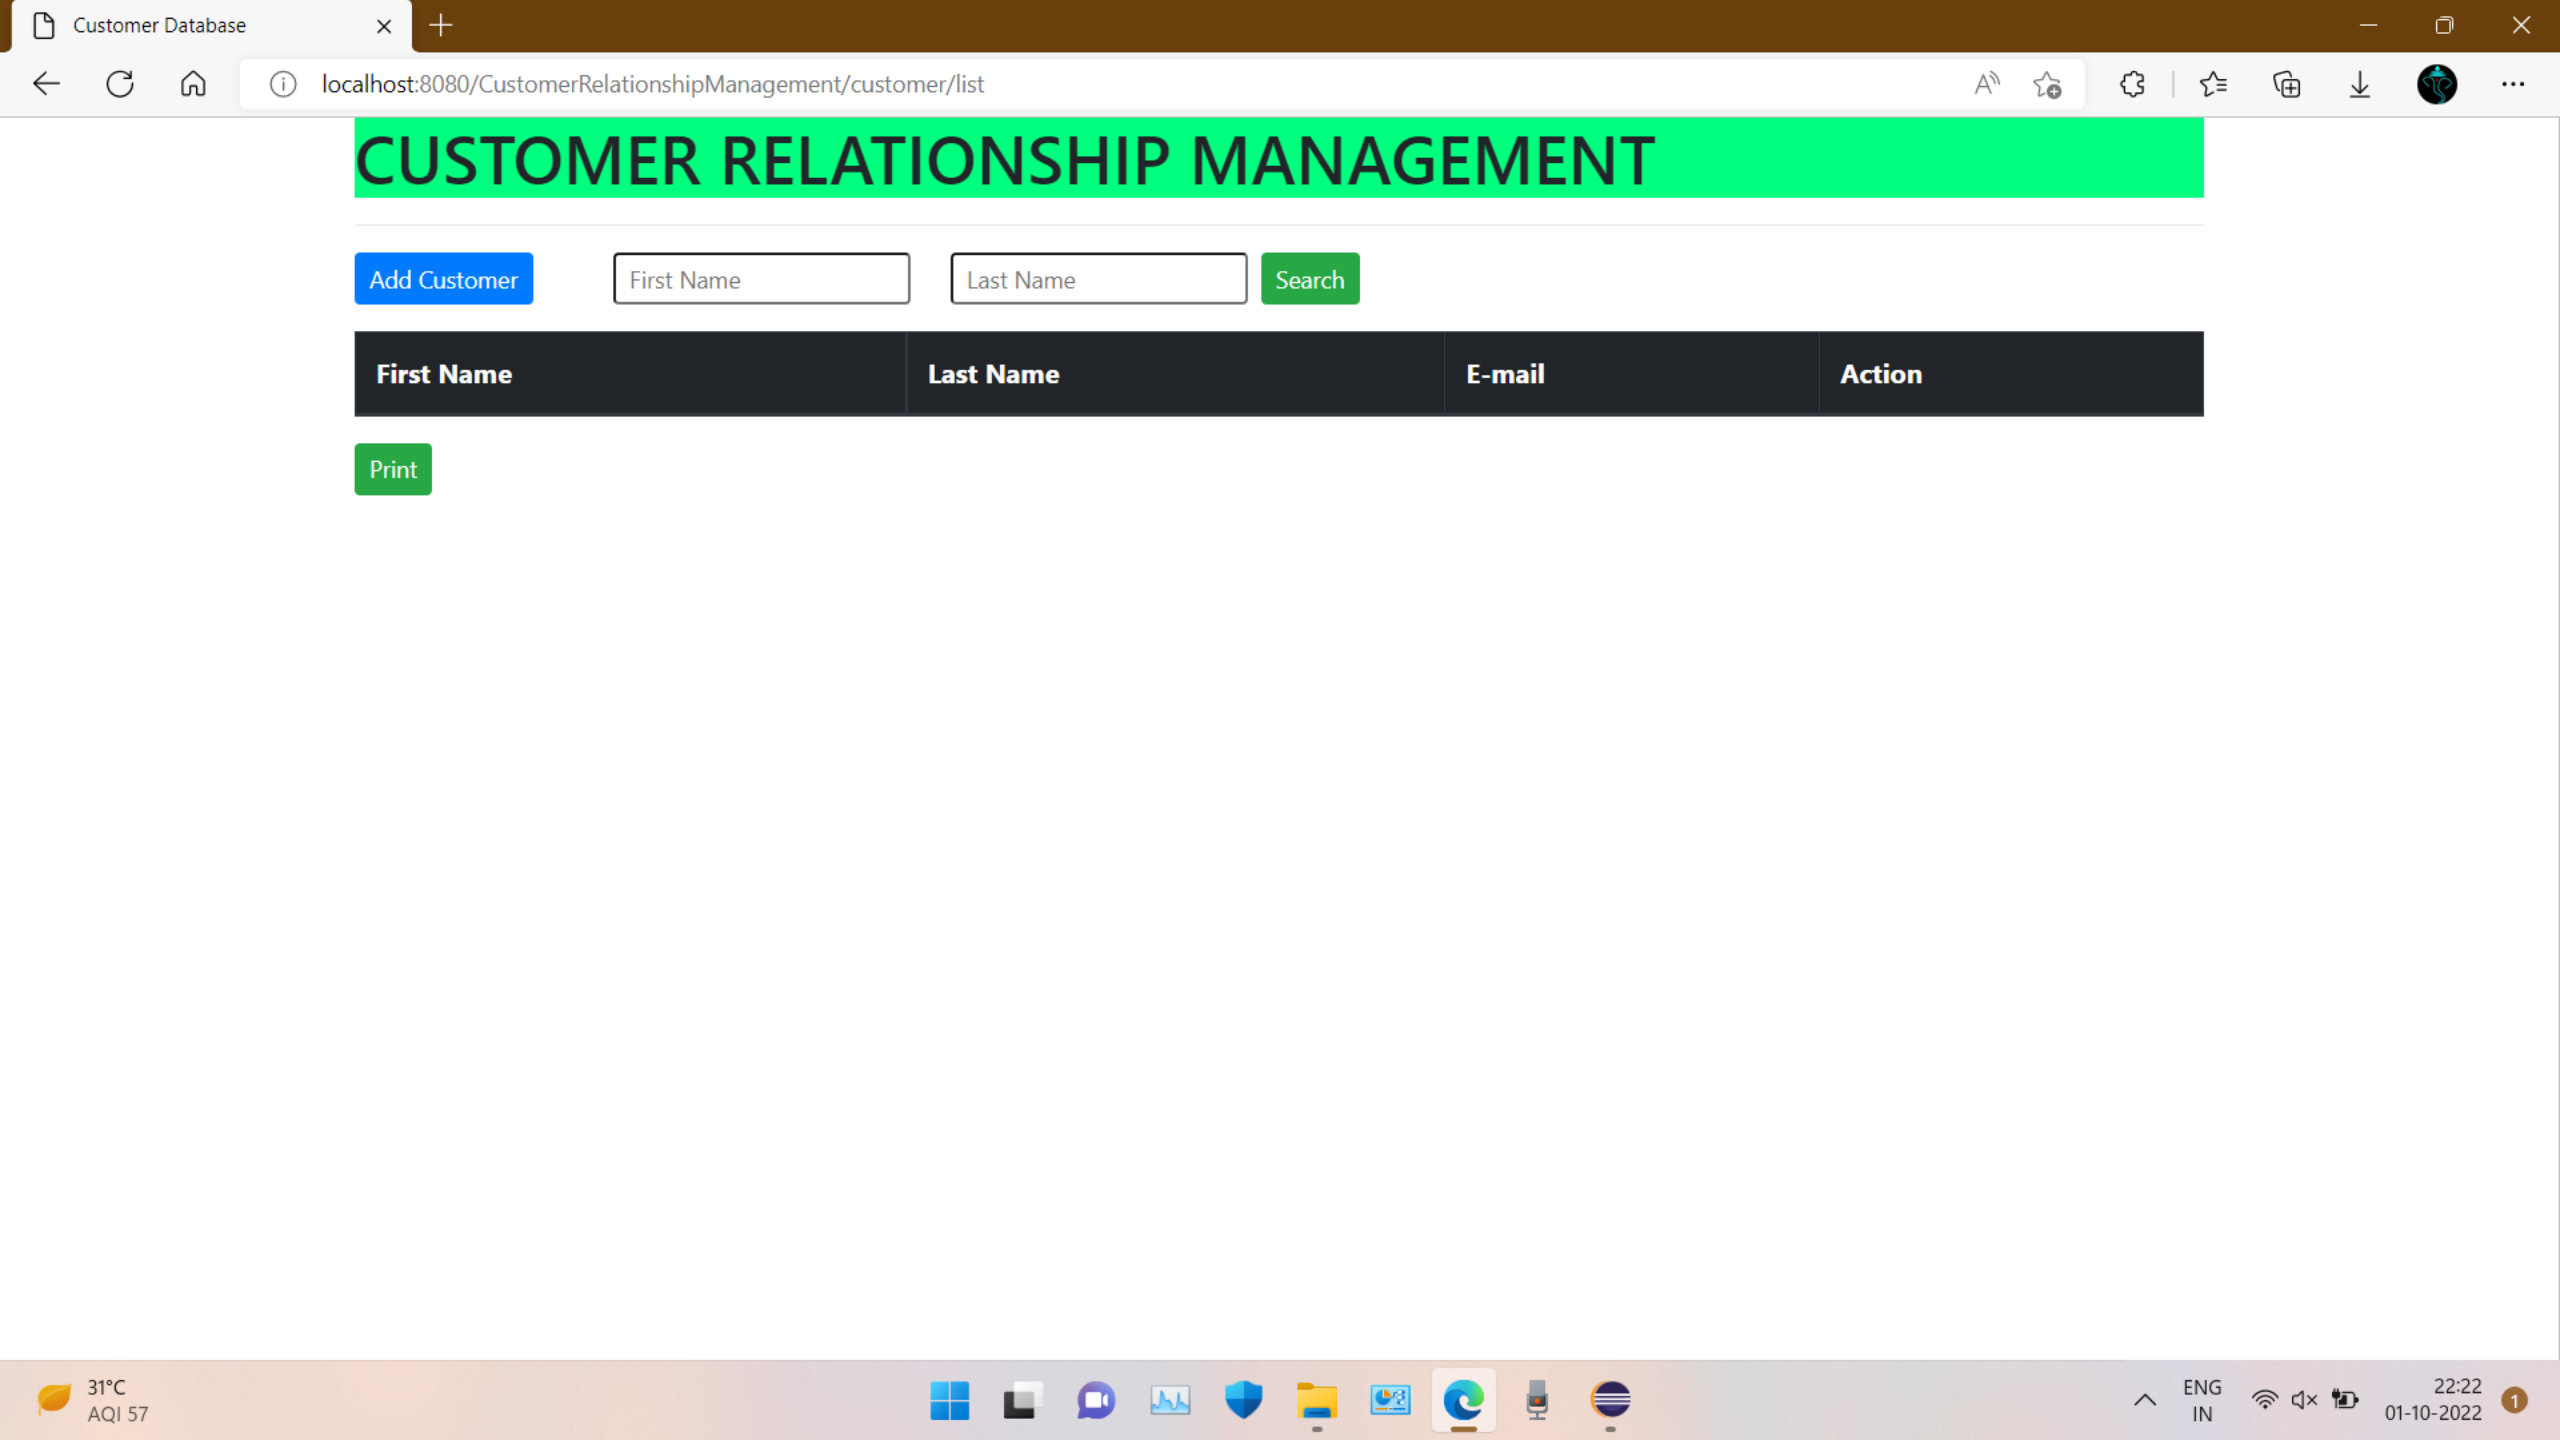 Customer Database
localhost:8080/CustomerRelationshipManagement/customer/list
CUSTOMER RELATIONSHIP MANAGEMENT
Add Customer First Name Last Name Search
First Name Last Name E-mail Action
Print
31°C
AQI 57
ENG
IN
22:22
01-10-2022
1